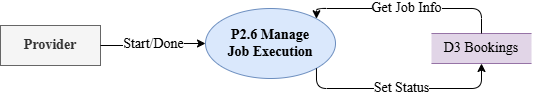 Get Job Info
Provider
Start/Done
P2.6 Manage
Job Execution
D3 Bookings
Set Status